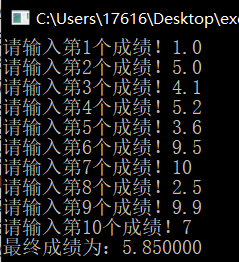 C:\Users\17616\Desktop\exe
请输入第1个成绩！1.0
请输入第2个成绩！5.0
请输入第3个成绩！4.1
请输入第4个成绩！5.2
请输入第5个成绩！3.6
请输入第6个成绩！9.5
请输入第7个成绩！10
请输入第8个成绩！2.5
请输入第9个成绩！9.9
请输入第10个成绩！7
最终成绩为：5.850000